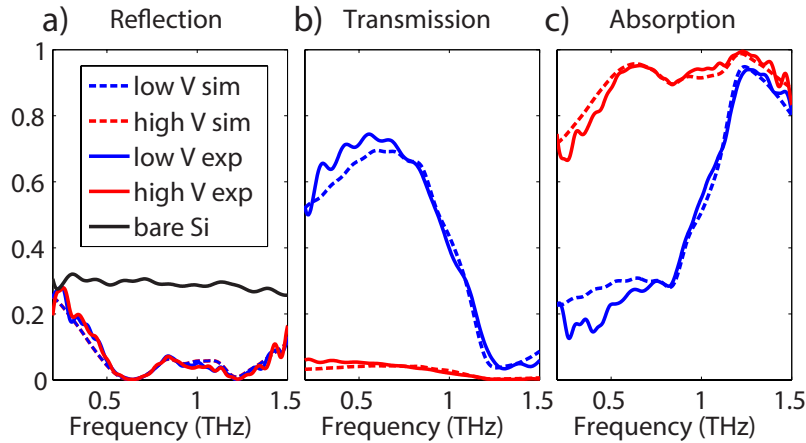 a) Reflection
b) Transmission
c) Absorption
1
0.8
0.6
0.4
0.2
0
low V sim
high V sim
low V exp
high V exp
bare Si
0.5 1 1.5
0.5 1 1.5
0.5 1 1.5
Frequency (THz)
Frequency (THz)
Frequency (THz)